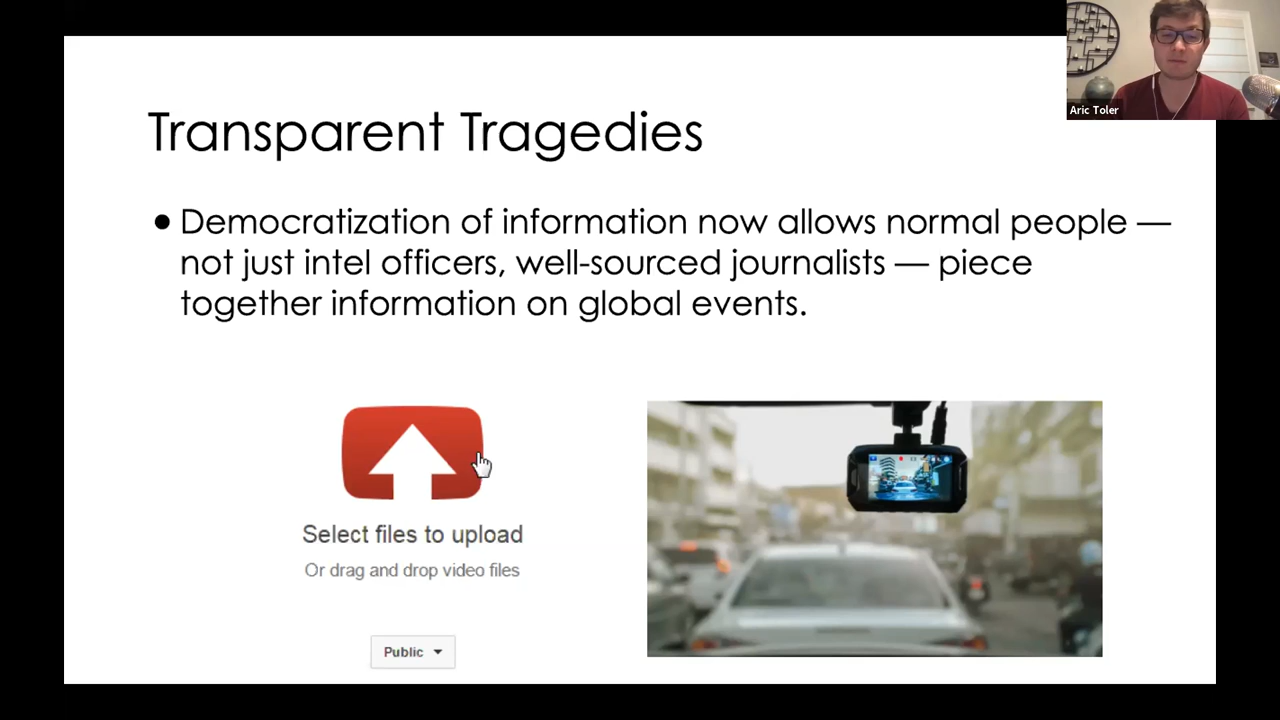 Aric Toler
Transparent Tragedies
● Democratization of information now allows normal people —
not just intel officers, well-sourced journalists — piece
together information on global events.
Select files to upload
Or drag and drop video files
Public